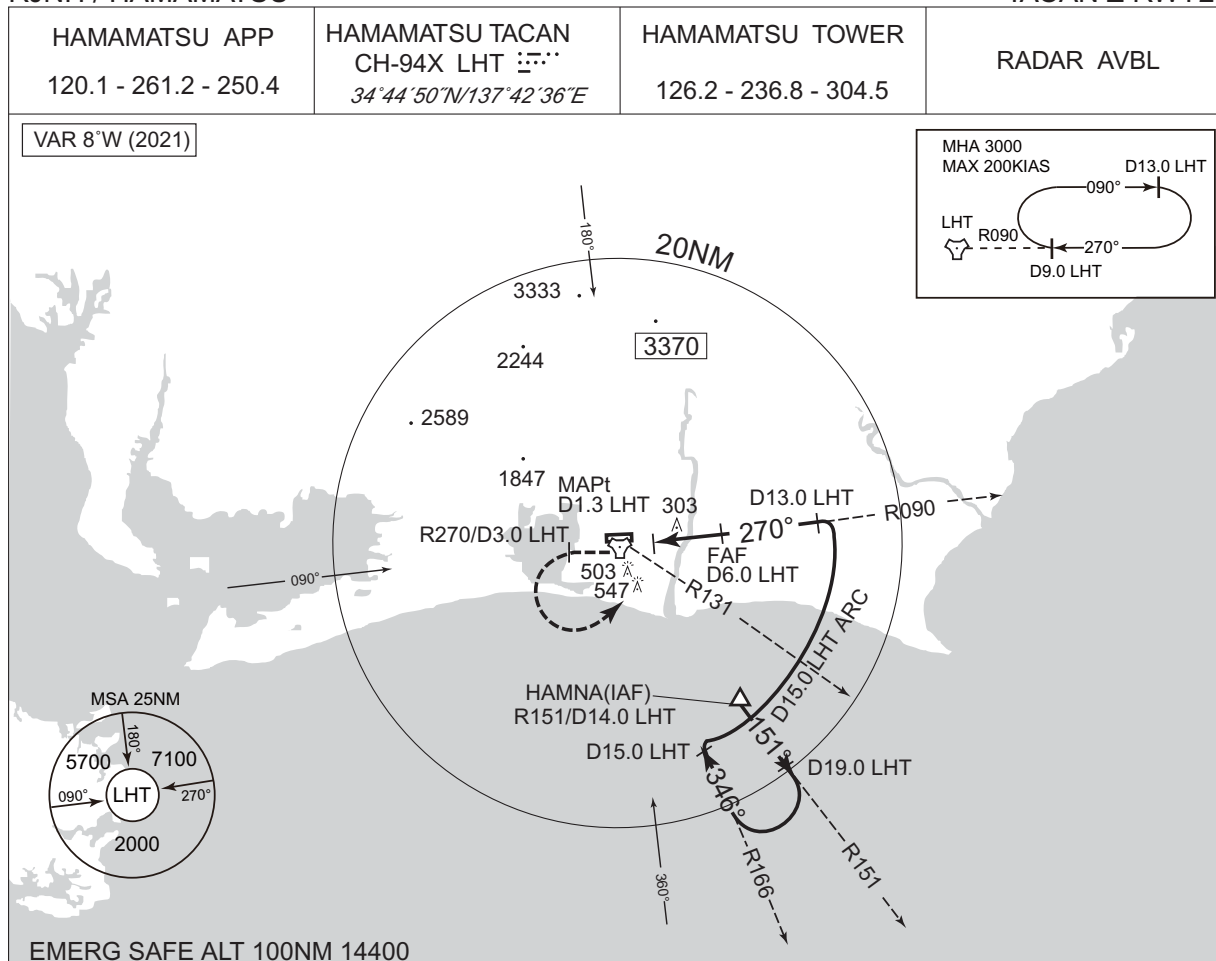 HAMAMATSU APP
120.1 - 261.2 - 250.4
HAMAMATSU TACAN
CH-94X LHT
34°44´50˝N/137°42´36˝E
HAMAMATSU TOWER
126.2 - 236.8 - 304.5
RADAR AVBL
VAR 8°W (2021)
MHA 3000
MAX 200KIAS
D13.0 LHT
090°
LHT
R090
270°
D9.0 LHT
180°
20NM
3333
3370
2244
2589
1847
MAPt
D1.3 LHT
303
D13.0 LHT
R090
R270/D3.0 LHT
270°
FAF
D6.0 LHT
503
547
R131
090°
D15.0 LHT ARC
HAMNA(IAF)
R151/D14.0 LHT
151°
D15.0 LHT
D19.0 LHT
346°
R166
R151
360°
MSA 25NM
180°
5700
7100
090°
LHT
270°
2000
EMERG SAFE ALT 100NM 14400